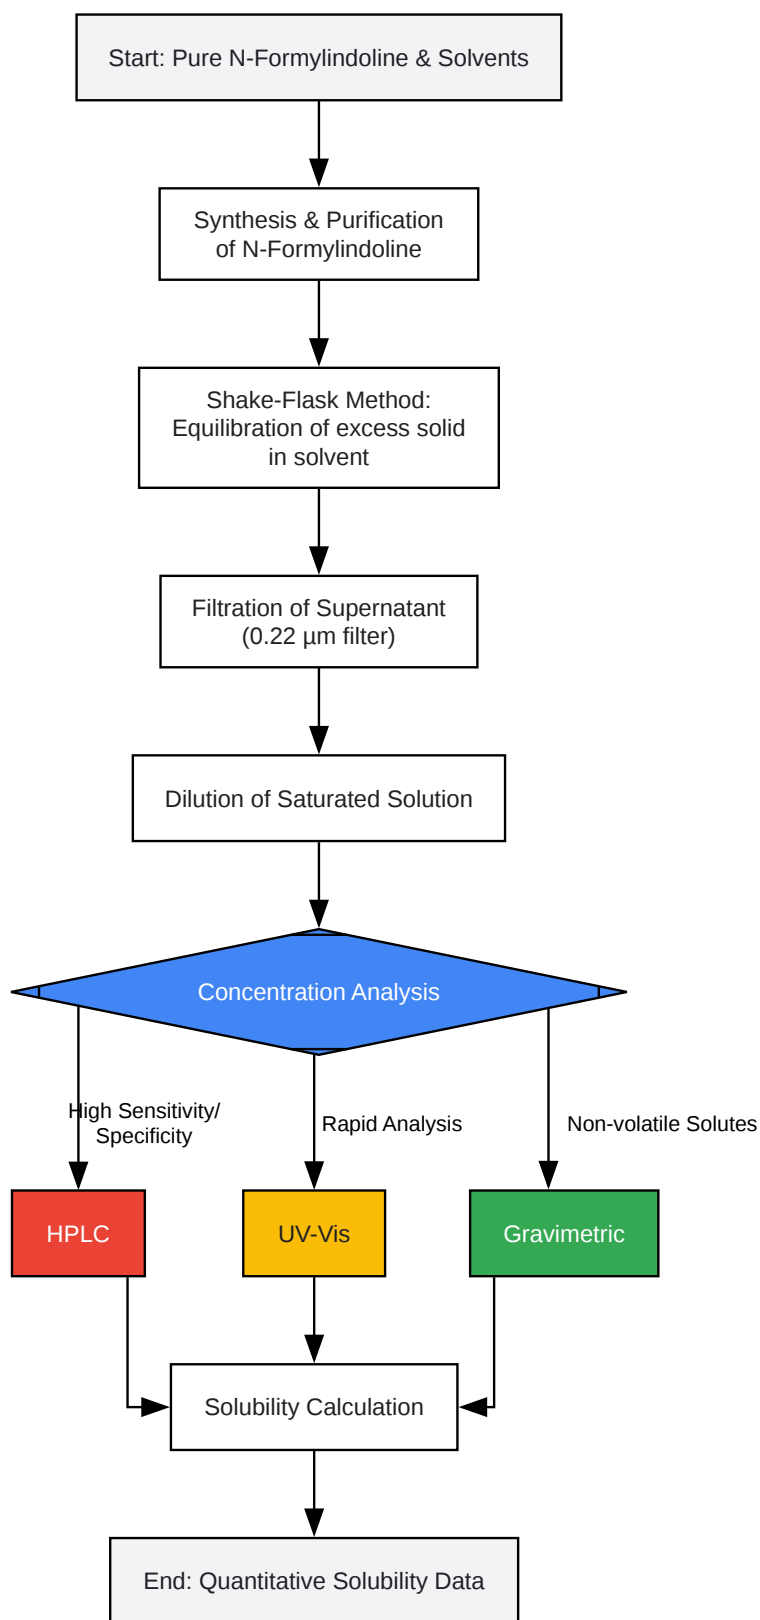 Start: Pure N-Formylindoline & Solvents
Synthesis & Purification
of N-Formylindoline
Shake-Flask Method:
Equilibration of excess solid
in solvent
Filtration of Supernatant
(0.22 µm filter)
Dilution of Saturated Solution
Concentration Analysis
High Sensitivity/
Specificity
Rapid Analysis
Non-volatile Solutes
HPLC
UV-Vis
Gravimetric
Solubility Calculation
End: Quantitative Solubility Data